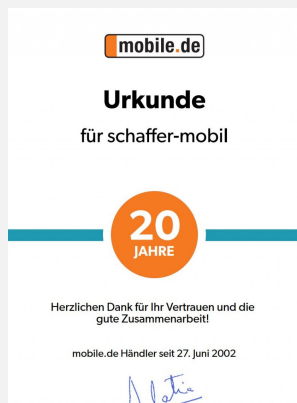 mobile.de
Urkunde
für schaffer-mobil
20
JAHRE
Herzlichen Dank für Ihr Vertrauen und die
gute Zusammenarbeit!
mobile.de Händler seit 27. Juni 2002